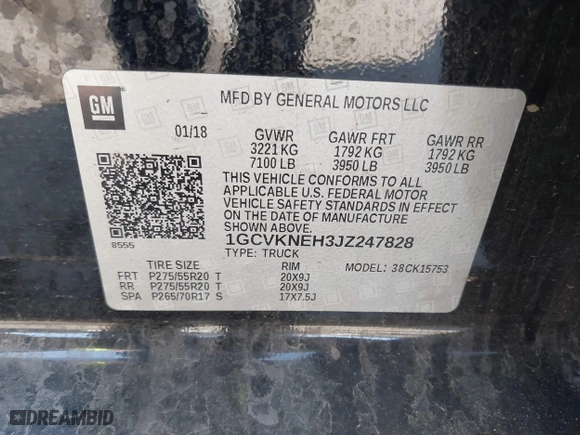 GM
MFD BY GENERAL MOTORS LLC
01/18 GVWR GAWR FRT GAWR RR
3221 KG 1792 KG 1792 KG
7100 LB 3950 LB 3950 LB
THIS VEHICLE CONFORMS TO ALL
APPLICABLE U.S. FEDERAL MOTOR
VEHICLE SAFETY STANDARDS IN EFFECT
ON THE DATE OF MANUFACTURE
SHOWN ABOVE.
8555 1GCVKNEH3JZ247828
TYPE: TRUCK
TIRE SIZE RIM MODEL: 38CK15753
FRT P275/55R20 T 20X9J
RR P275/55R20 T 20X9J
SPA P265/70R17 S 17X7.5J
DREAMBID